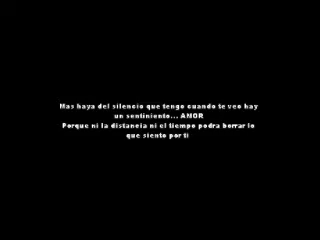 Mas haya del silencio que tengo cuando te veo hay
un sentiniento... AMOR
Porque ni la distancia ni el tiempo podra borrar lo
que siento por ti